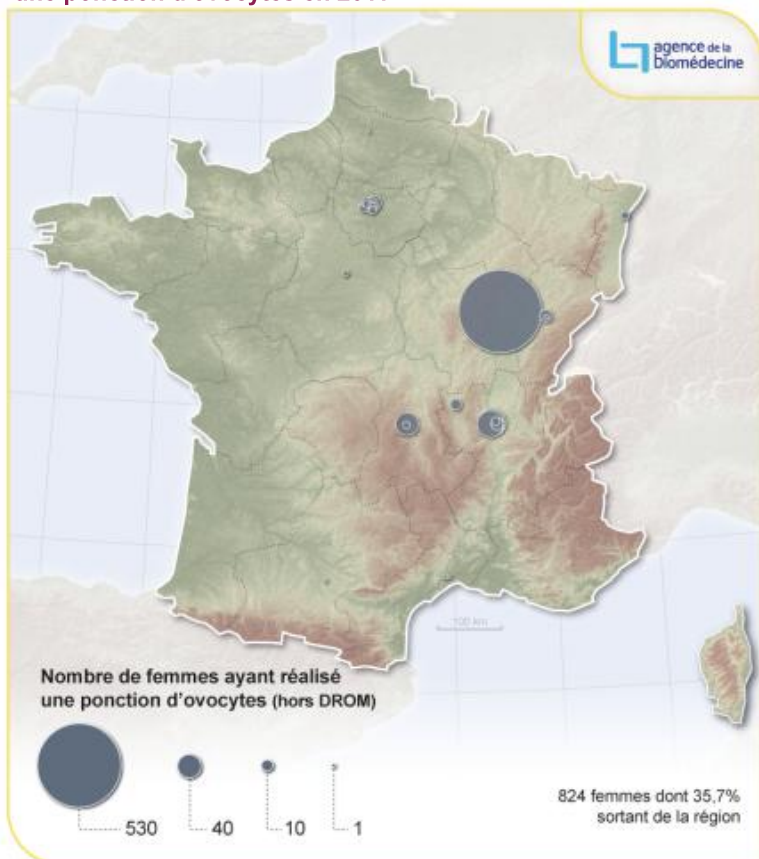 agence de la
biomédecine
100 km
Nombre de femmes ayant réalisé
une ponction d'ovocytes (hors DROM)
530
40
10
1
824 femmes dont 35,7%
sortant de la région